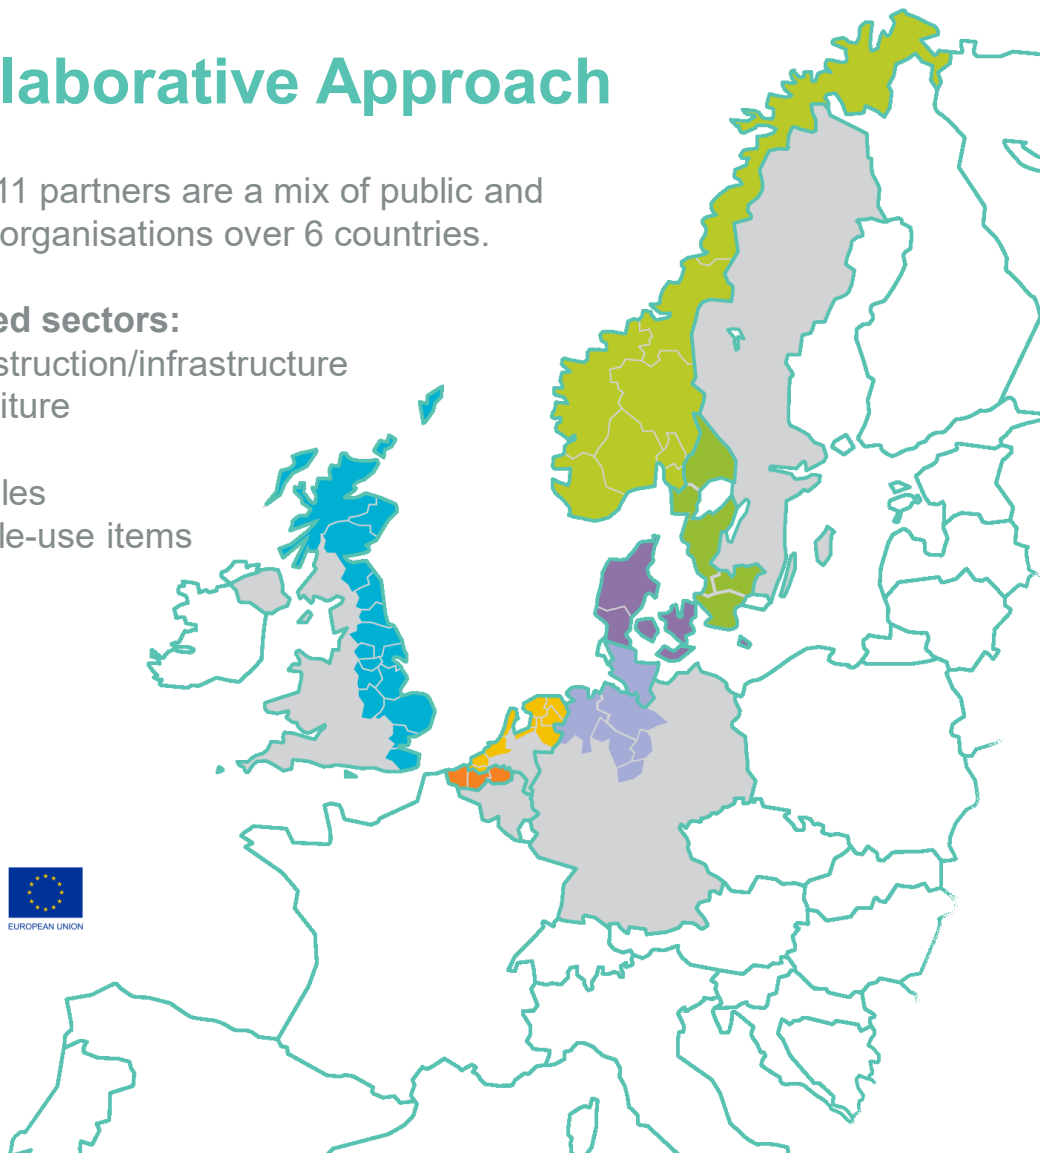 laborative Approach
11 partners are a mix of public and
organisations over 6 countries.
ed sectors:
struction/infrastructure
iture
les
le-use items
EUROPEAN UNION